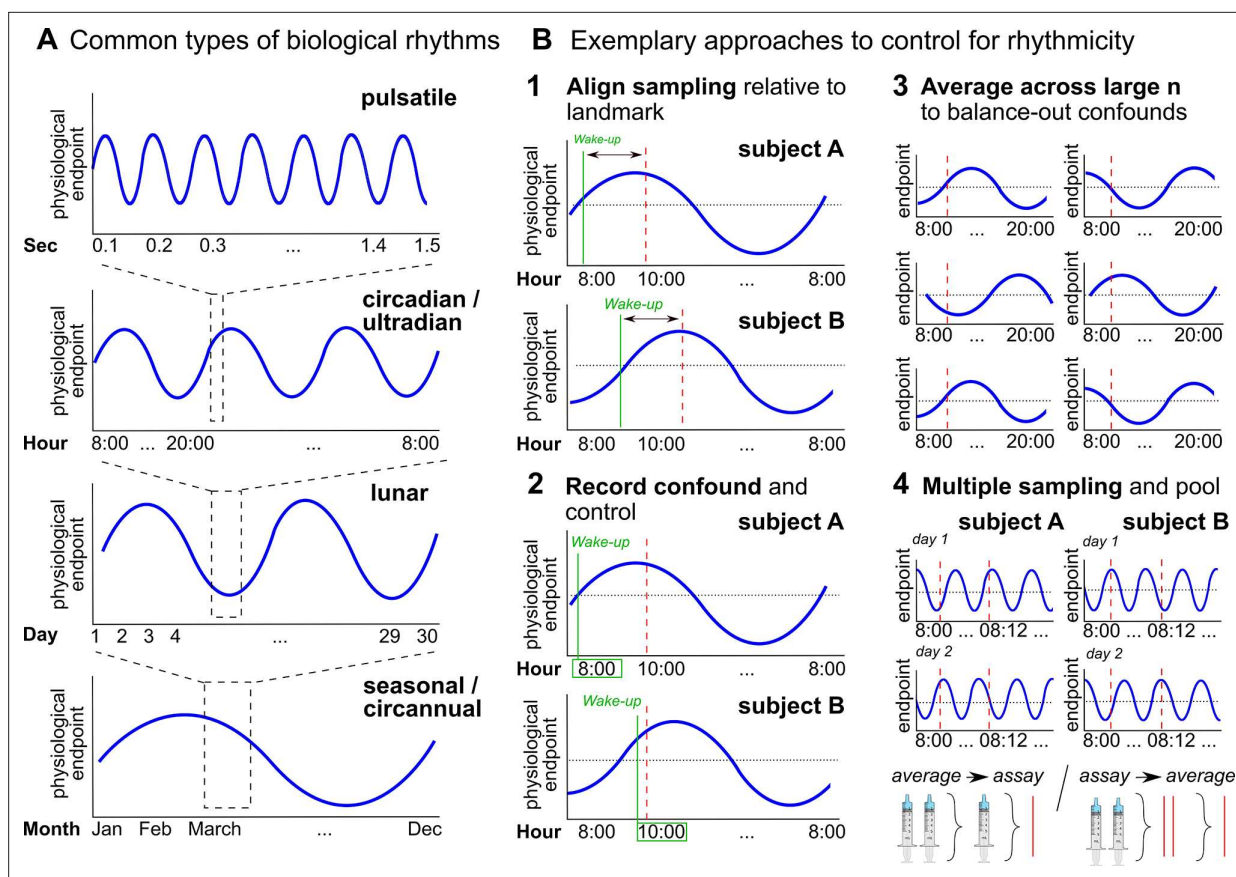 A Common types of biological rhythms
pulsatile
physiological
endpoint
Sec 0.1 0.2 0.3 ... 1.4 1.5
circadian /
ultradian
physiological
endpoint
Hour 8:00 ... 20:00 ... 8:00
lunar
physiological
endpoint
Day 1 2 3 4 ... 29 30
seasonal /
circannual
physiological
endpoint
Month Jan Feb March ... Dec
B Exemplary approaches to control for rhythmicity
1 Align sampling relative to
landmark
Wake-up
subject A
physiological
endpoint
Hour 8:00 10:00 ... 8:00
Wake-up
subject B
physiological
endpoint
Hour 8:00 10:00 ... 8:00
2 Record confound and
control
subject A
Wake-up
physiological
endpoint
Hour 8:00 10:00 ... 8:00
subject B
Wake-up
physiological
endpoint
Hour 8:00 10:00 ... 8:00
3 Average across large n
to balance-out confounds
endpoint
8:00 ... 20:00
endpoint
8:00 ... 20:00
endpoint
8:00 ... 20:00
endpoint
8:00 ... 20:00
endpoint
8:00 ... 20:00
endpoint
8:00 ... 20:00
4 Multiple sampling and pool
subject A subject B
day 1
endpoint
8:00 ... 08:12 ...
day 1
endpoint
8:00 ... 08:12 ...
day 2
endpoint
8:00 ... 08:12 ...
day 2
endpoint
8:00 ... 08:12 ...
average assay / assay average